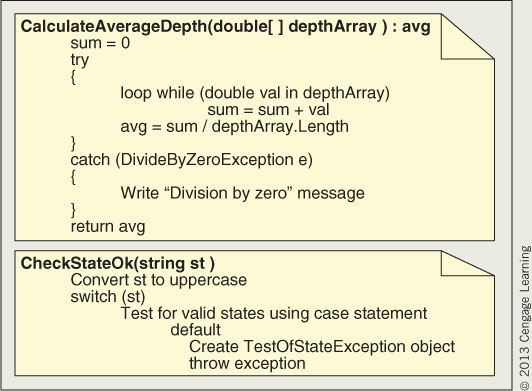 CalculateAverageDepth(double[ ] depthArray ) : avg
sum = 0
try
{
loop while (double val in depthArray)
sum = sum + val
avg = sum / depthArray.Length
}
catch (DivideByZeroException e)
{
Write “Division by zero” message
}
return avg
CheckStateOk(string st )
Convert st to uppercase
switch (st)
Test for valid states using case statement
default
Create TestOfStateException object
throw exception
© 2013 Cengage Learning